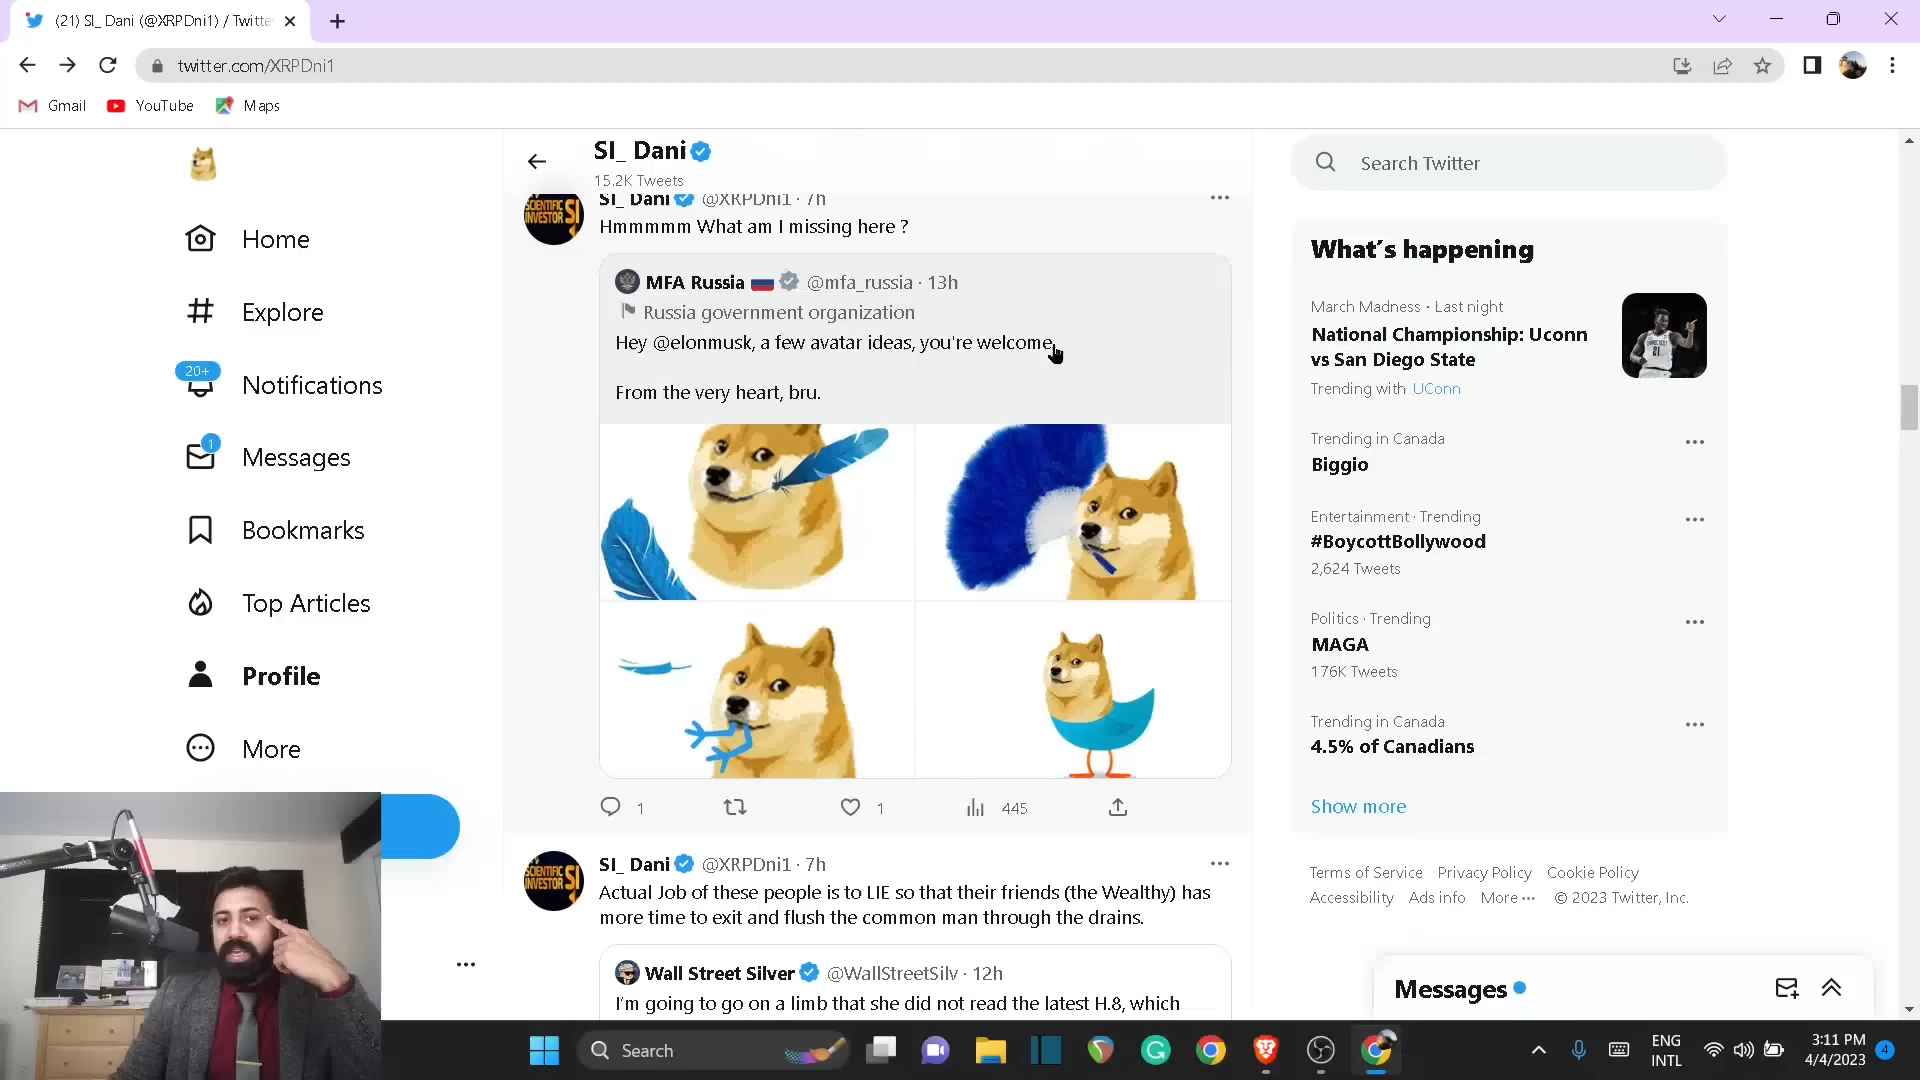 (21) SI_ Dani (@XRPDni1) / Twitte
twitter.com/XRPDni1
Gmail
YouTube
Maps
SI_ Dani
15.2K Tweets
Search Twitter
Home
Explore
20+
Notifications
1
Messages
Bookmarks
Top Articles
Profile
More
SCIENTIFIC
INVESTOR SI
SI_ Dani @XRPDni1 · 7h
Hmmmmm What am I missing here ?
MFA Russia @mfa_russia · 13h
Russia government organization
Hey @elonmusk, a few avatar ideas, you're welcome.
From the very heart, bru.
1
1
445
SCIENTIFIC
INVESTOR SI
SI_ Dani @XRPDni1 · 7h
Actual Job of these people is to LIE so that their friends (the Wealthy) has
more time to exit and flush the common man through the drains.
Wall Street Silver @WallStreetSilv · 12h
I'm going to go on a limb that she did not read the latest H.8, which
What's happening
March Madness · Last night
National Championship: Uconn
vs San Diego State
Trending with UConn
Trending in Canada
Biggio
Entertainment · Trending
#BoycottBollywood
2,624 Tweets
Politics · Trending
MAGA
176K Tweets
Trending in Canada
4.5% of Canadians
Show more
Terms of Service Privacy Policy Cookie Policy
Accessibility Ads info More ··· © 2023 Twitter, Inc.
Messages
Search
ENG
INTL
3:11 PM
4/4/2023
4